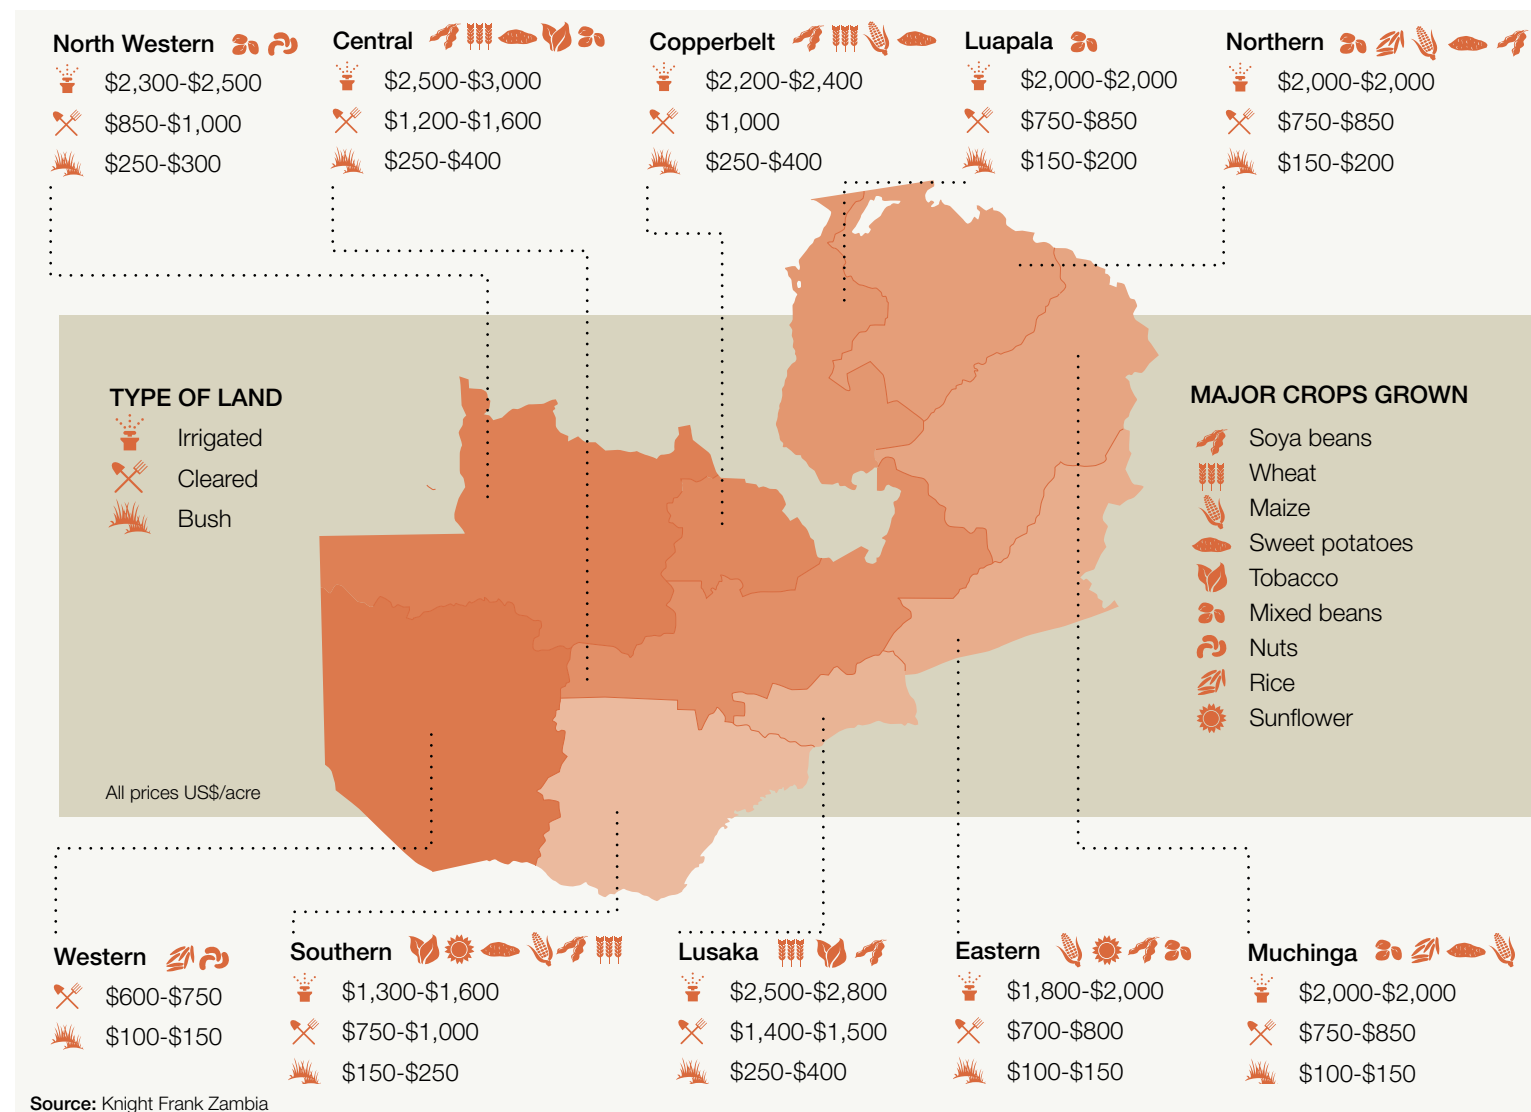 North Western
$2,300-$2,500
$850-$1,000
$250-$300
Central
$2,500-$3,000
$1,200-$1,600
$250-$400
Copperbelt
$2,200-$2,400
$1,000
$250-$400
Luapala
$2,000-$2,000
$750-$850
$150-$200
Northern
$2,000-$2,000
$750-$850
$150-$200
TYPE OF LAND
Irrigated
Cleared
Bush
All prices US$/acre
MAJOR CROPS GROWN
Soya beans
Wheat
Maize
Sweet potatoes
Tobacco
Mixed beans
Nuts
Rice
Sunflower
Western
$600-$750
$100-$150
Southern
$1,300-$1,600
$750-$1,000
$150-$250
Lusaka
$2,500-$2,800
$1,400-$1,500
$250-$400
Eastern
$1,800-$2,000
$700-$800
$100-$150
Muchinga
$2,000-$2,000
$750-$850
$100-$150
Source: Knight Frank Zambia